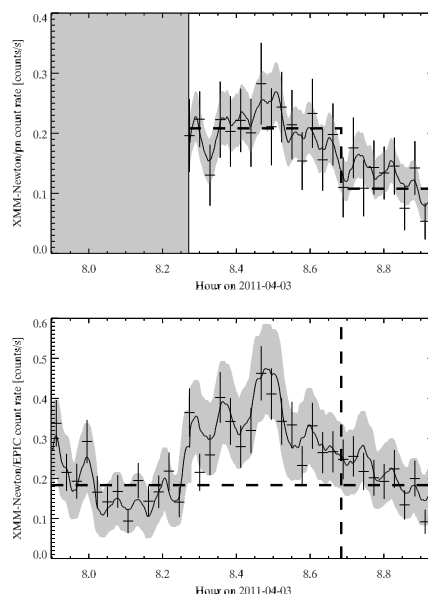 0.4
0.3
0.2
0.1
0.0
XMM-Newton/pn count rate [counts/s]
8.0 8.2 8.4 8.6 8.8
Hour on 2011-04-03
0.6
0.5
0.4
0.3
0.2
0.1
0.0
XMM-Newton/EPIC count rate [counts/s]
8.0 8.2 8.4 8.6 8.8
Hour on 2011-04-03